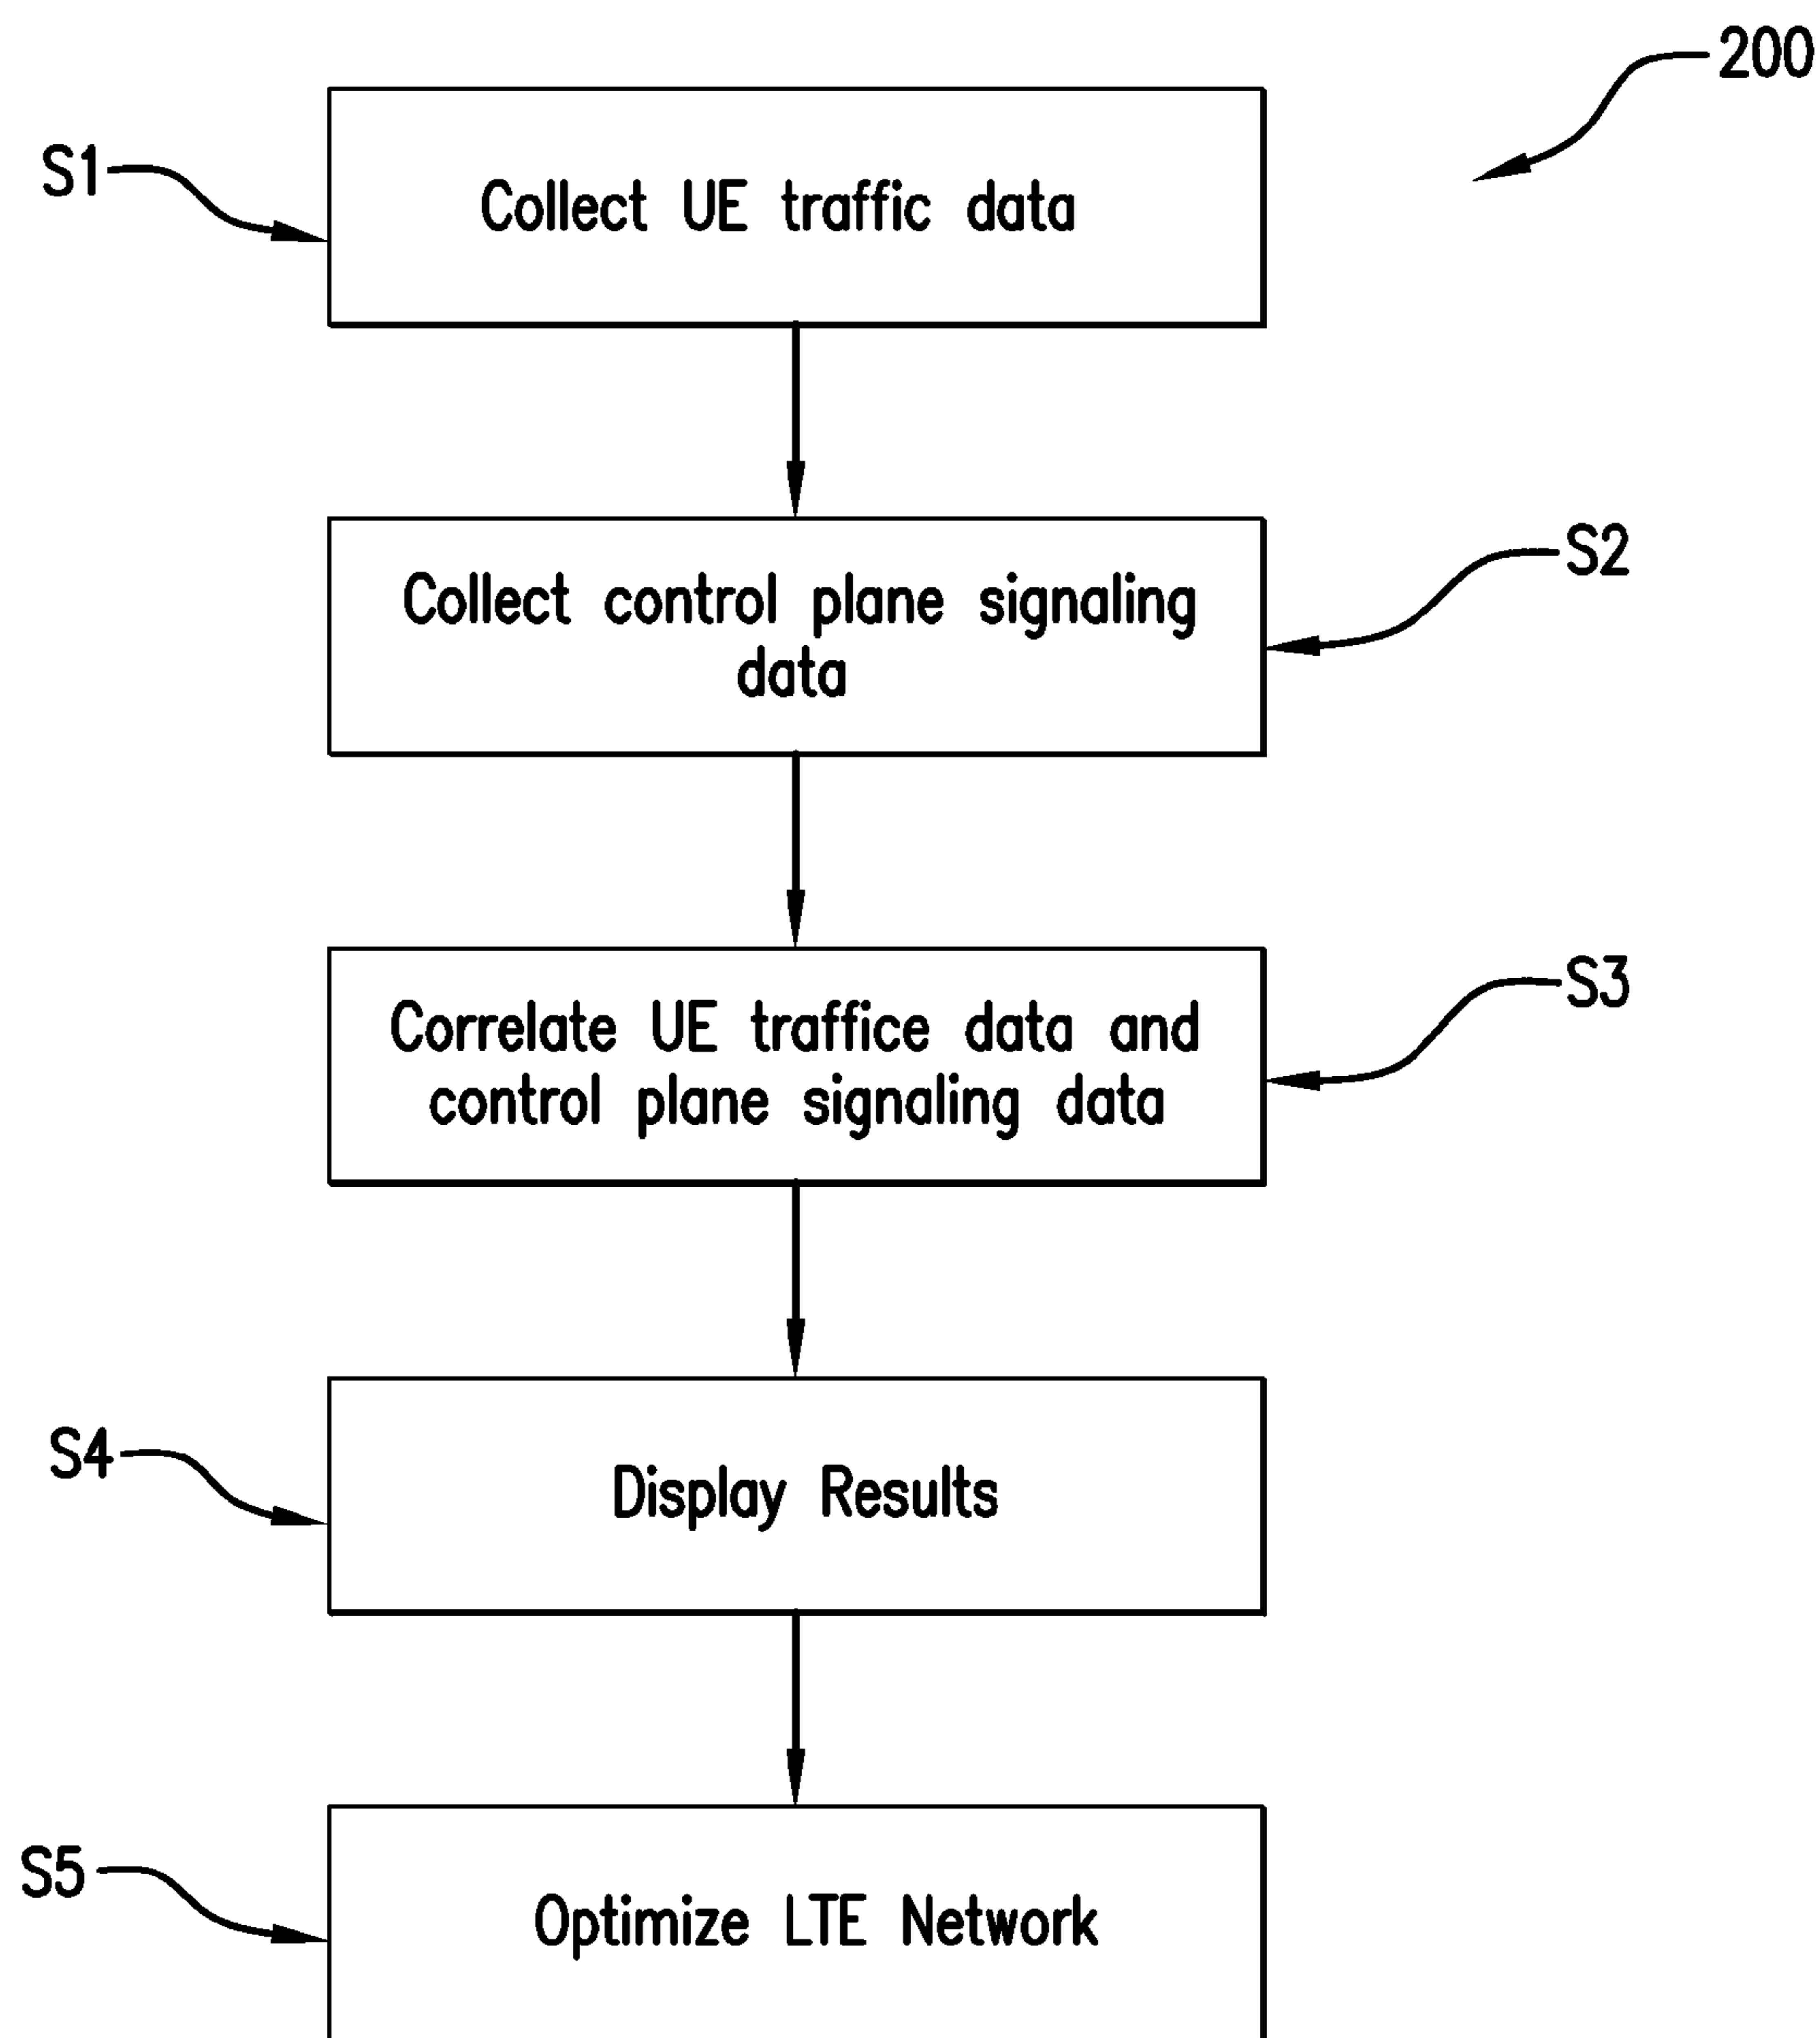 200
S1
Collect UE traffic data
S2
Collect control plane signaling
data
S3
Correlate UE traffice data and
control plane signaling data
S4
Display Results
S5
Optimize LTE Network